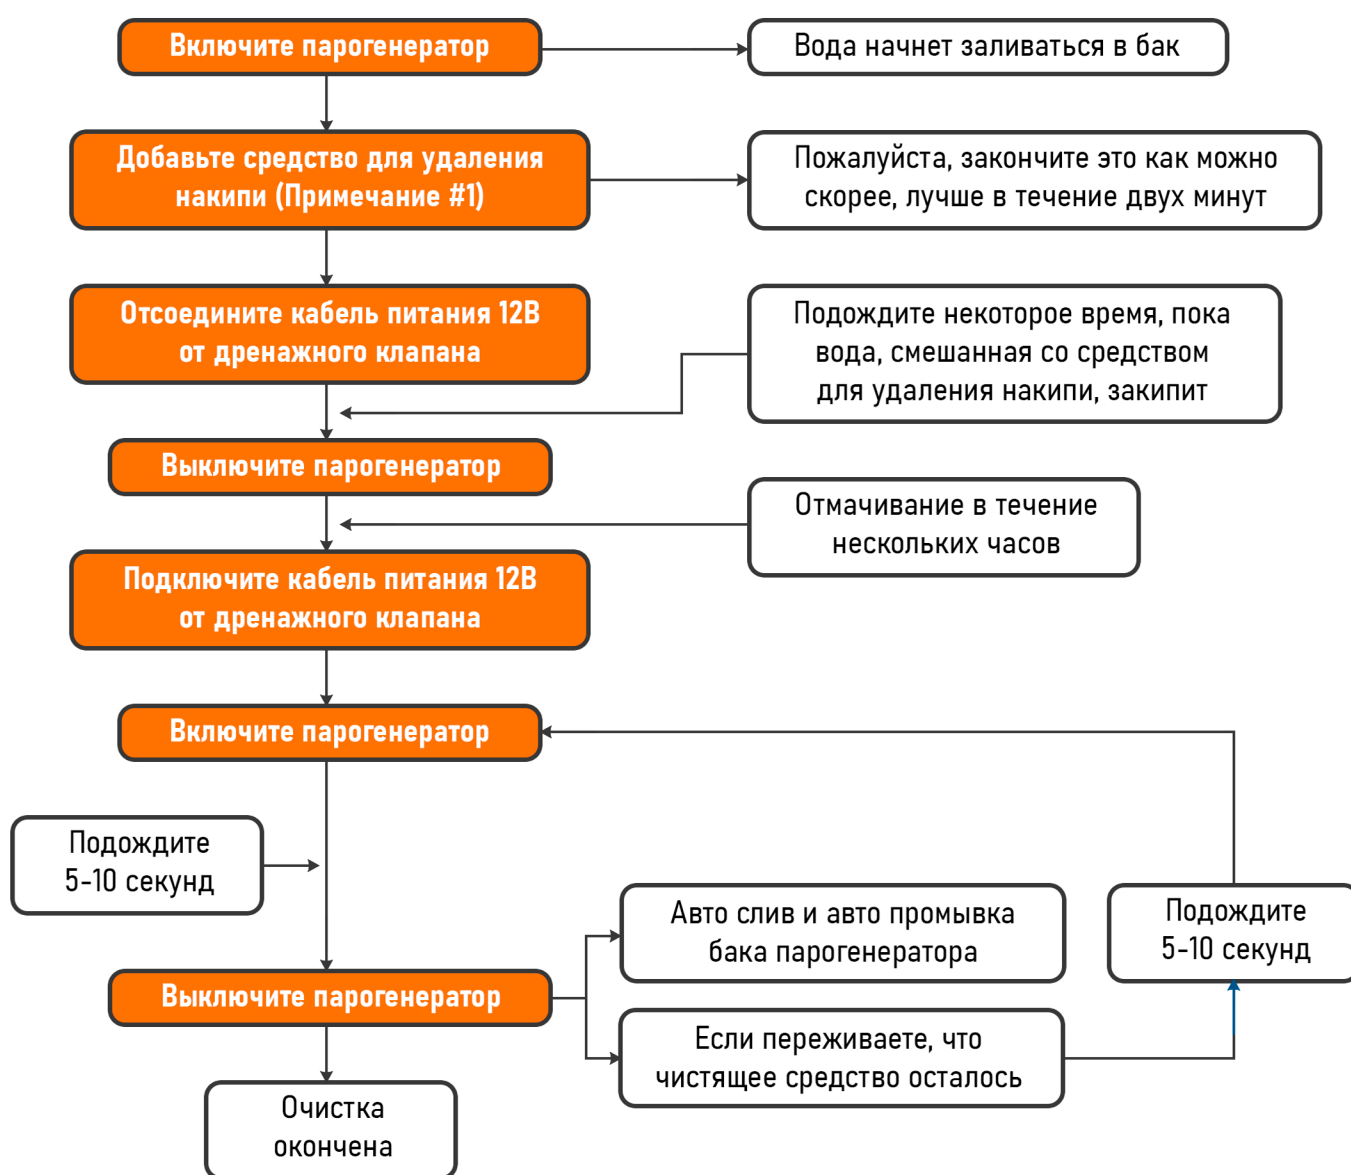 Включите парогенератор
Вода начнет заливаться в бак
Добавьте средство для удаления
накипи (Примечание #1)
Пожалуйста, закончите это как можно
скорее, лучше в течение двух минут
Отсоедините кабель питания 12В
от дренажного клапана
Подождите некоторое время, пока
вода, смешанная со средством
для удаления накипи, закипит
Выключите парогенератор
Отмачивание в течение
нескольких часов
Подключите кабель питания 12В
от дренажного клапана
Включите парогенератор
Подождите
5-10 секунд
Авто слив и авто промывка
бака парогенератора
Подождите
5-10 секунд
Выключите парогенератор
Если переживаете, что
чистящее средство осталось
Очистка
окончена